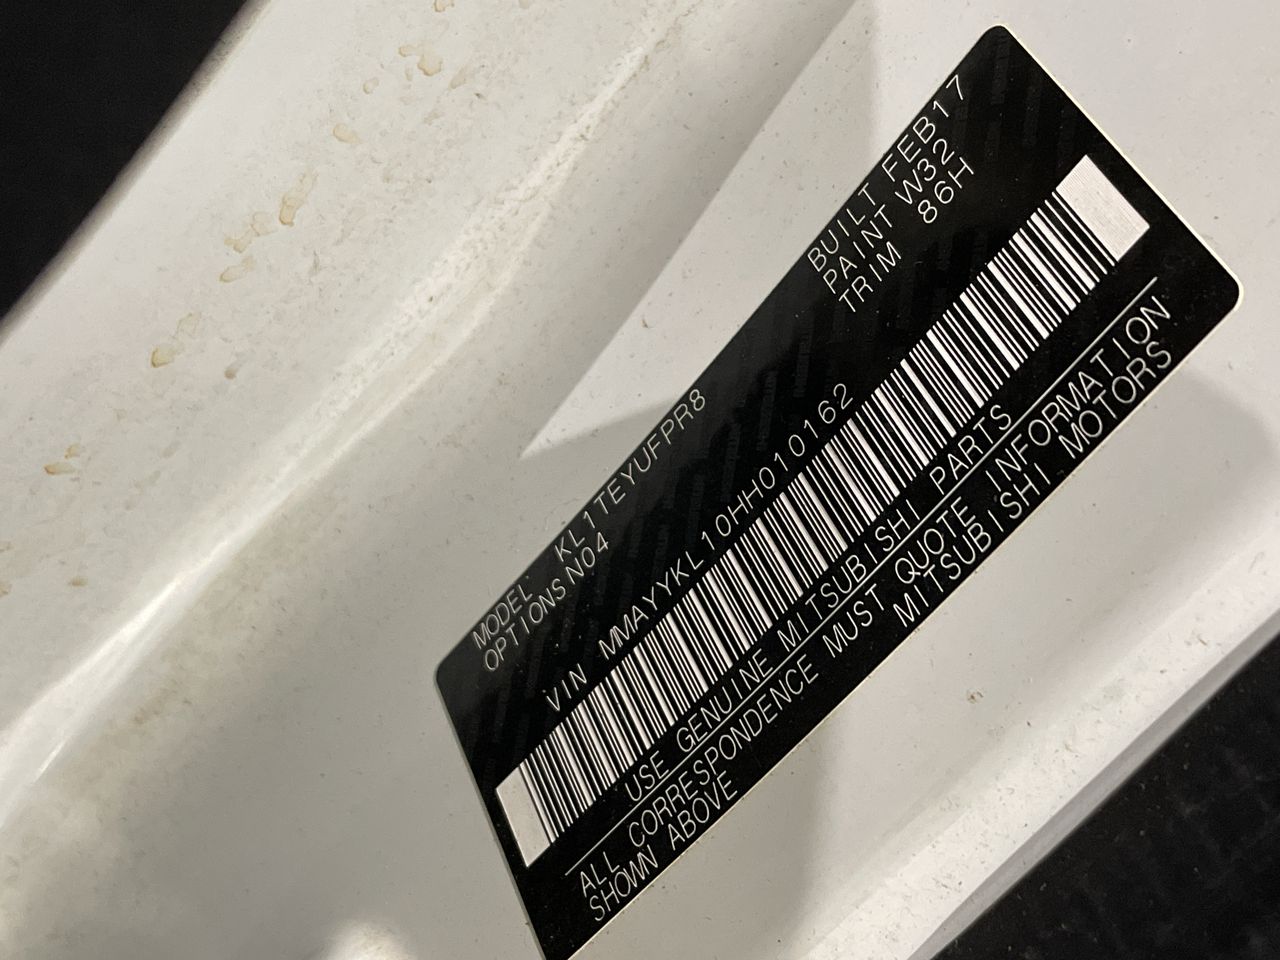 MODEL KL1TEYUFPR8 BUILT FEB17
OPTIONS N04 PAINT W32
TRIM 86H
VIN MMAYYKL10HH010162
USE GENUINE MITSUBISHI PARTS
ALL CORRESPONDENCE MUST QUOTE INFORMATION
SHOWN ABOVE MITSUBISHI MOTORS